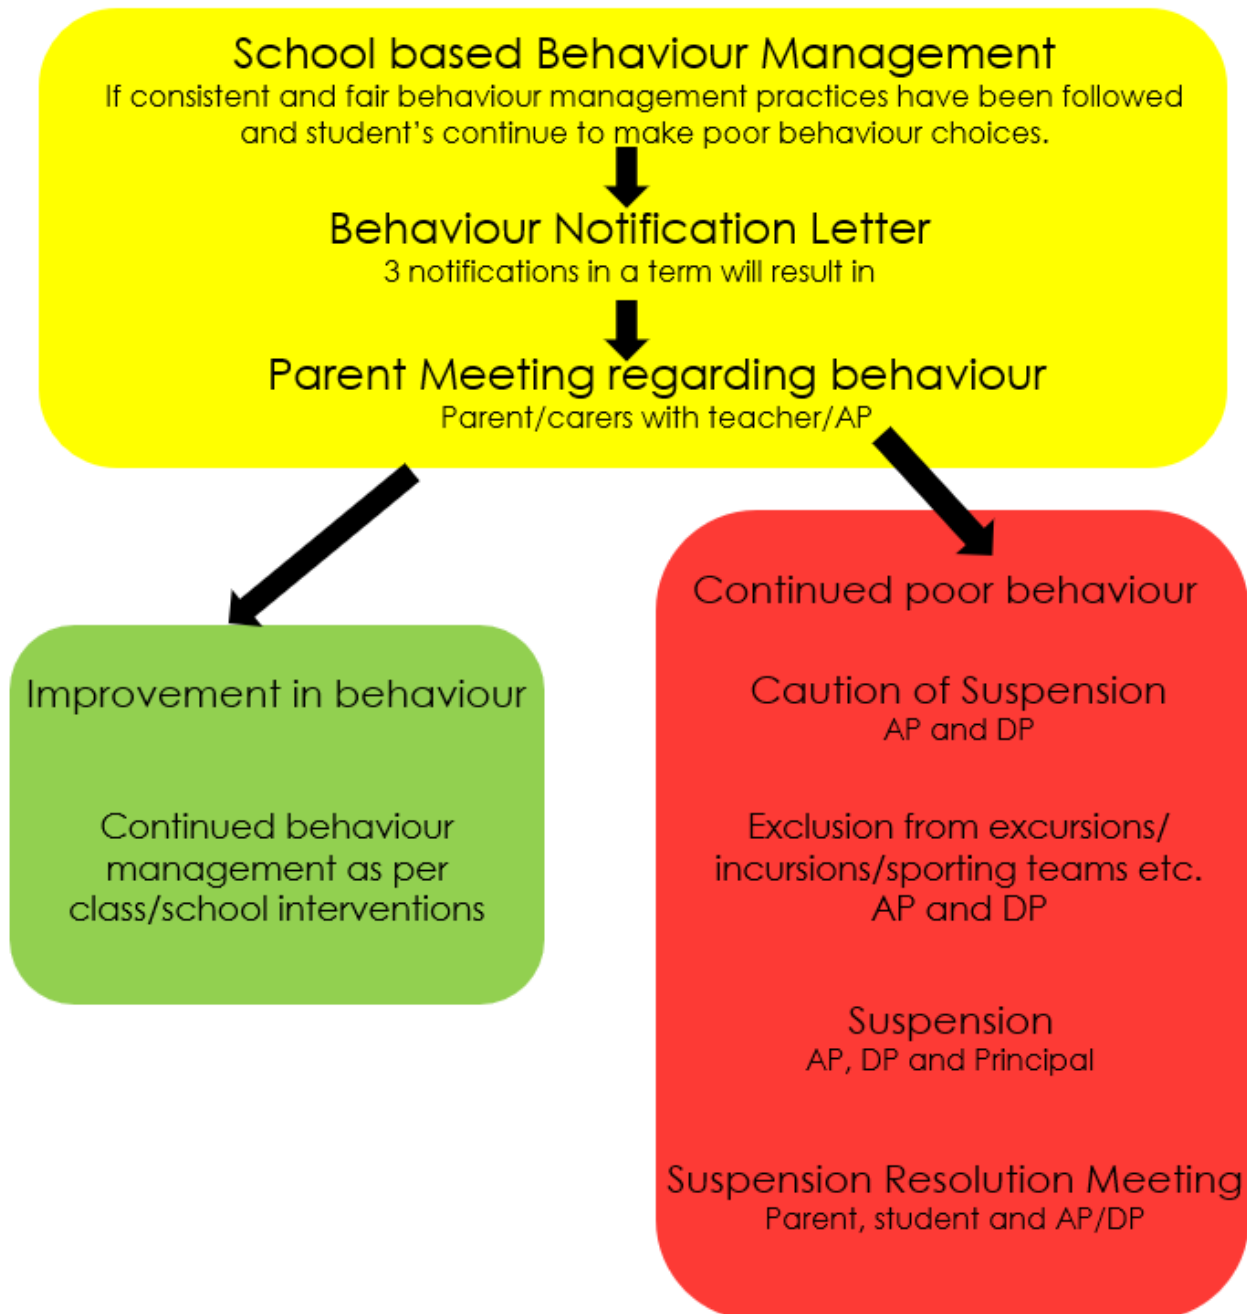 School based Behaviour Management
If consistent and fair behaviour management practices have been followed
and student's continue to make poor behaviour choices.
Behaviour Notification Letter
3 notifications in a term will result in
Parent Meeting regarding behaviour
Parent/carers with teacher/AP
Improvement in behaviour
Continued behaviour
management as per
class/school interventions
Continued poor behaviour
Caution of Suspension
AP and DP
Exclusion from excursions/
incursions/sporting teams etc.
AP and DP
Suspension
AP, DP and Principal
Suspension Resolution Meeting
Parent, student and AP/DP